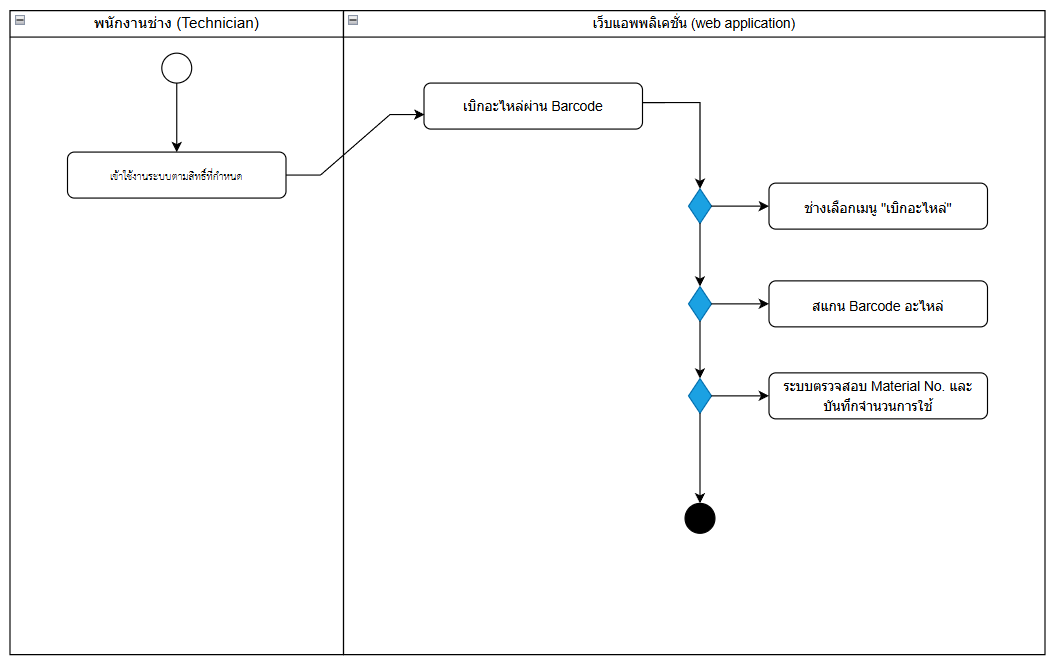 พนักงานช่าง (Technician)
เว็บแอพพลิเคชั่น (web application)
เข้าใช้งานระบบตามสิทธิ์ที่กำหนด
เบิกอะไหล่ผ่าน Barcode
ช่างเลือกเมนู "เบิกอะไหล่"
สแกน Barcode อะไหล่
ระบบตรวจสอบ Material No. และ
บันทึกจำนวนการใช้